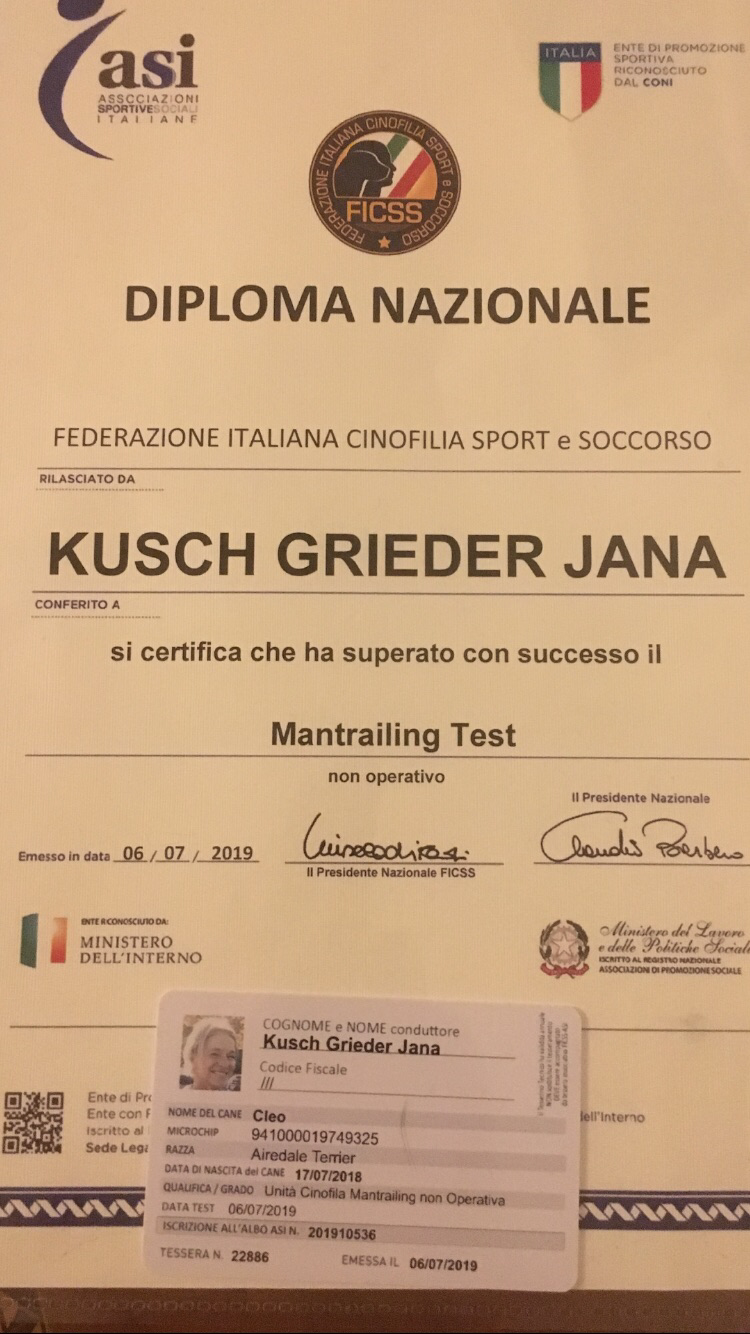 asi
ASSOCIAZIONI
SPORTIVE SOCIALI
ITALIANE
ITALIA
ENTE DI PROMOZIONE
SPORTIVA
RICONOSCIUTO
DAL CONI
FEDERAZIONE ITALIANA CINOFILIA SPORT e SOCCORSO
FICSS
DIPLOMA NAZIONALE
FEDERAZIONE ITALIANA CINOFILIA SPORT e SOCCORSO
RILASCIATO DA
KUSCH GRIEDER JANA
CONFERITO A
si certifica che ha superato con successo il
Mantrailing Test
non operativo
Il Presidente Nazionale
Emesso in data 06 / 07 / 2019
Claudio Barbaro
Il Presidente Nazionale FICSS
ENTE RICONOSCIUTO DA:
MINISTERO
DELL'INTERNO
Ministero del Lavoro
e delle Politiche Sociali
ISCRITTO AL REGISTRO NAZIONALE
ASSOCIAZIONI DI PROMOZIONE SOCIALE
COGNOME e NOME conduttore
Kusch Grieder Jana
Codice Fiscale
///
NOME DEL CANE Cleo
MICROCHIP 941000019749325
RAZZA Airedale Terrier
DATA DI NASCITA del CANE 17/07/2018
QUALIFICA / GRADO Unità Cinofila Mantrailing non Operativa
DATA TEST 06/07/2019
ISCRIZIONE ALL'ALBO ASI N. 201910536
TESSERA N. 22886 EMESSA IL 06/07/2019
Ente di Pr
Ente con F
Iscritto al
Sede Lega
dell'Interno